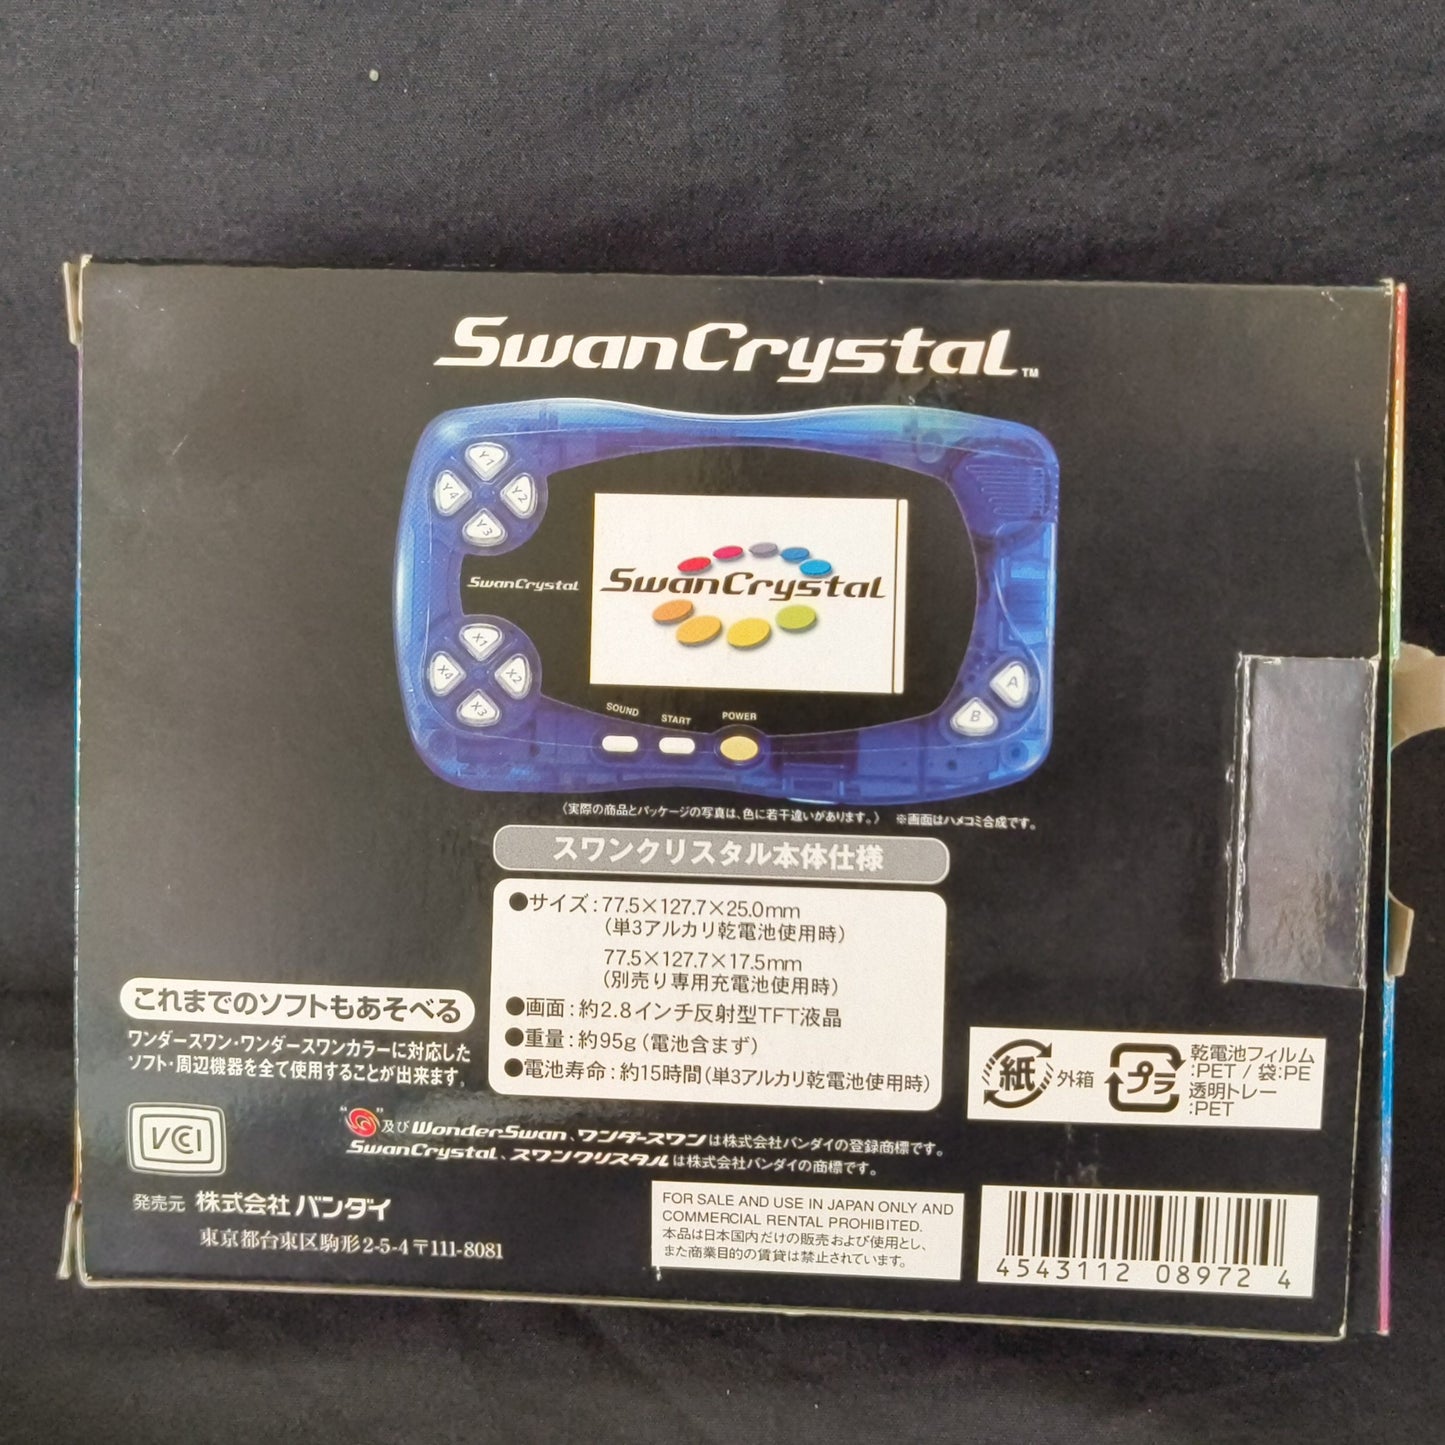 SwanCrystal™
Y1
Y4
Y2
Y3
SwanCrystal
SwanCrystal
X1
X4
X2
X3
A
B
SOUND
START
POWER
（実際の商品とパッケージの写真は、色に若干違いがあります。） ※画面はハメコミ合成です。
スワンクリスタル本体仕様
●サイズ：77.5×127.7×25.0mm
（単3アルカリ乾電池使用時）
77.5×127.7×17.5mm
（別売り専用充電池使用時）
●画面：約2.8インチ反射型TFT液晶
●重量：約95g（電池含まず）
●電池寿命：約15時間（単3アルカリ乾電池使用時）
これまでのソフトもあそべる
ワンダースワン・ワンダースワンカラーに対応した
ソフト・周辺機器を全て使用することが出来ます。
紙 外箱
プラ
乾電池フィルム
:PET / 袋:PE
透明トレー
:PET
VCCI
“ ”及びWonderSwan、ワンダースワンは株式会社バンダイの登録商標です。
SwanCrystal、スワンクリスタルは株式会社バンダイの商標です。
発売元 株式会社 バンダイ
東京都台東区駒形2-5-4〒111-8081
FOR SALE AND USE IN JAPAN ONLY AND
COMMERCIAL RENTAL PROHIBITED.
本品は日本国内だけの販売および使用とし、
また商業目的の賃貸は禁止されています。
4543112 08972 4